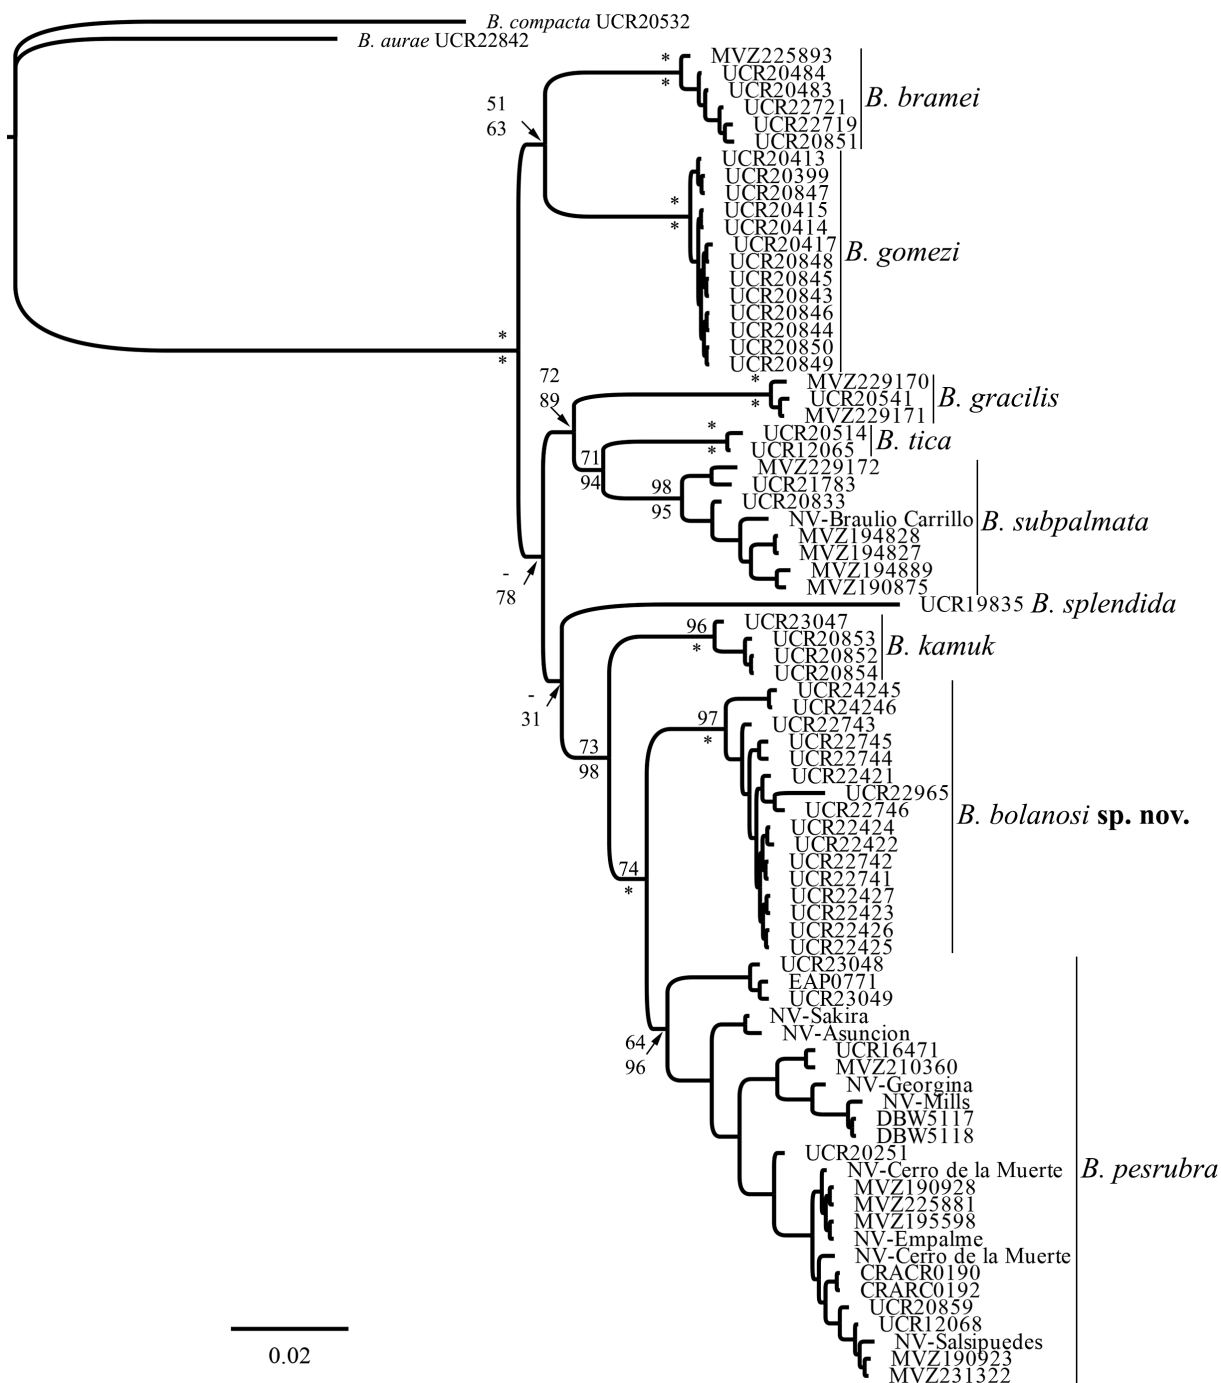 B. compacta UCR20532
B. aurae UCR22842
*
*
MVZ225893
UCR20484
UCR20483
UCR22721
UCR22719
UCR20851
B. bramei
51
63
UCR20413
UCR20399
UCR20847
UCR20415
UCR20414
UCR20417
UCR20848
UCR20845
UCR20843
UCR20846
UCR20844
UCR20850
UCR20849
B. gomezi
*
*
*
*
72
89
*
*
MVZ229170
UCR20541
MVZ229171
B. gracilis
*
*
UCR20514
UCR12065
B. tica
71
94
98
95
MVZ229172
UCR21783
UCR20833
NV-Braulio Carrillo
MVZ194828
MVZ194827
MVZ194889
MVZ190875
B. subpalmata
-
78
UCR19835 B. splendida
96
*
UCR23047
UCR20853
UCR20852
UCR20854
B. kamuk
-
31
73
98
97
*
UCR24245
UCR24246
UCR22743
UCR22745
UCR22744
UCR22421
UCR22965
UCR22746
UCR22424
UCR22422
UCR22742
UCR22741
UCR22427
UCR22423
UCR22426
UCR22425
B. bolanosi sp. nov.
74
*
64
96
UCR23048
EAP0771
UCR23049
NV-Sakira
NV-Asuncion
UCR16471
MVZ210360
NV-Georgina
NV-Mills
DBW5117
DBW5118
UCR20251
NV-Cerro de la Muerte
MVZ190928
MVZ225881
MVZ195598
NV-Empalme
NV-Cerro de la Muerte
CRACR0190
CRARC0192
UCR20859
UCR12068
NV-Salsipuedes
MVZ190923
MVZ231322
B. pesrubra
0.02